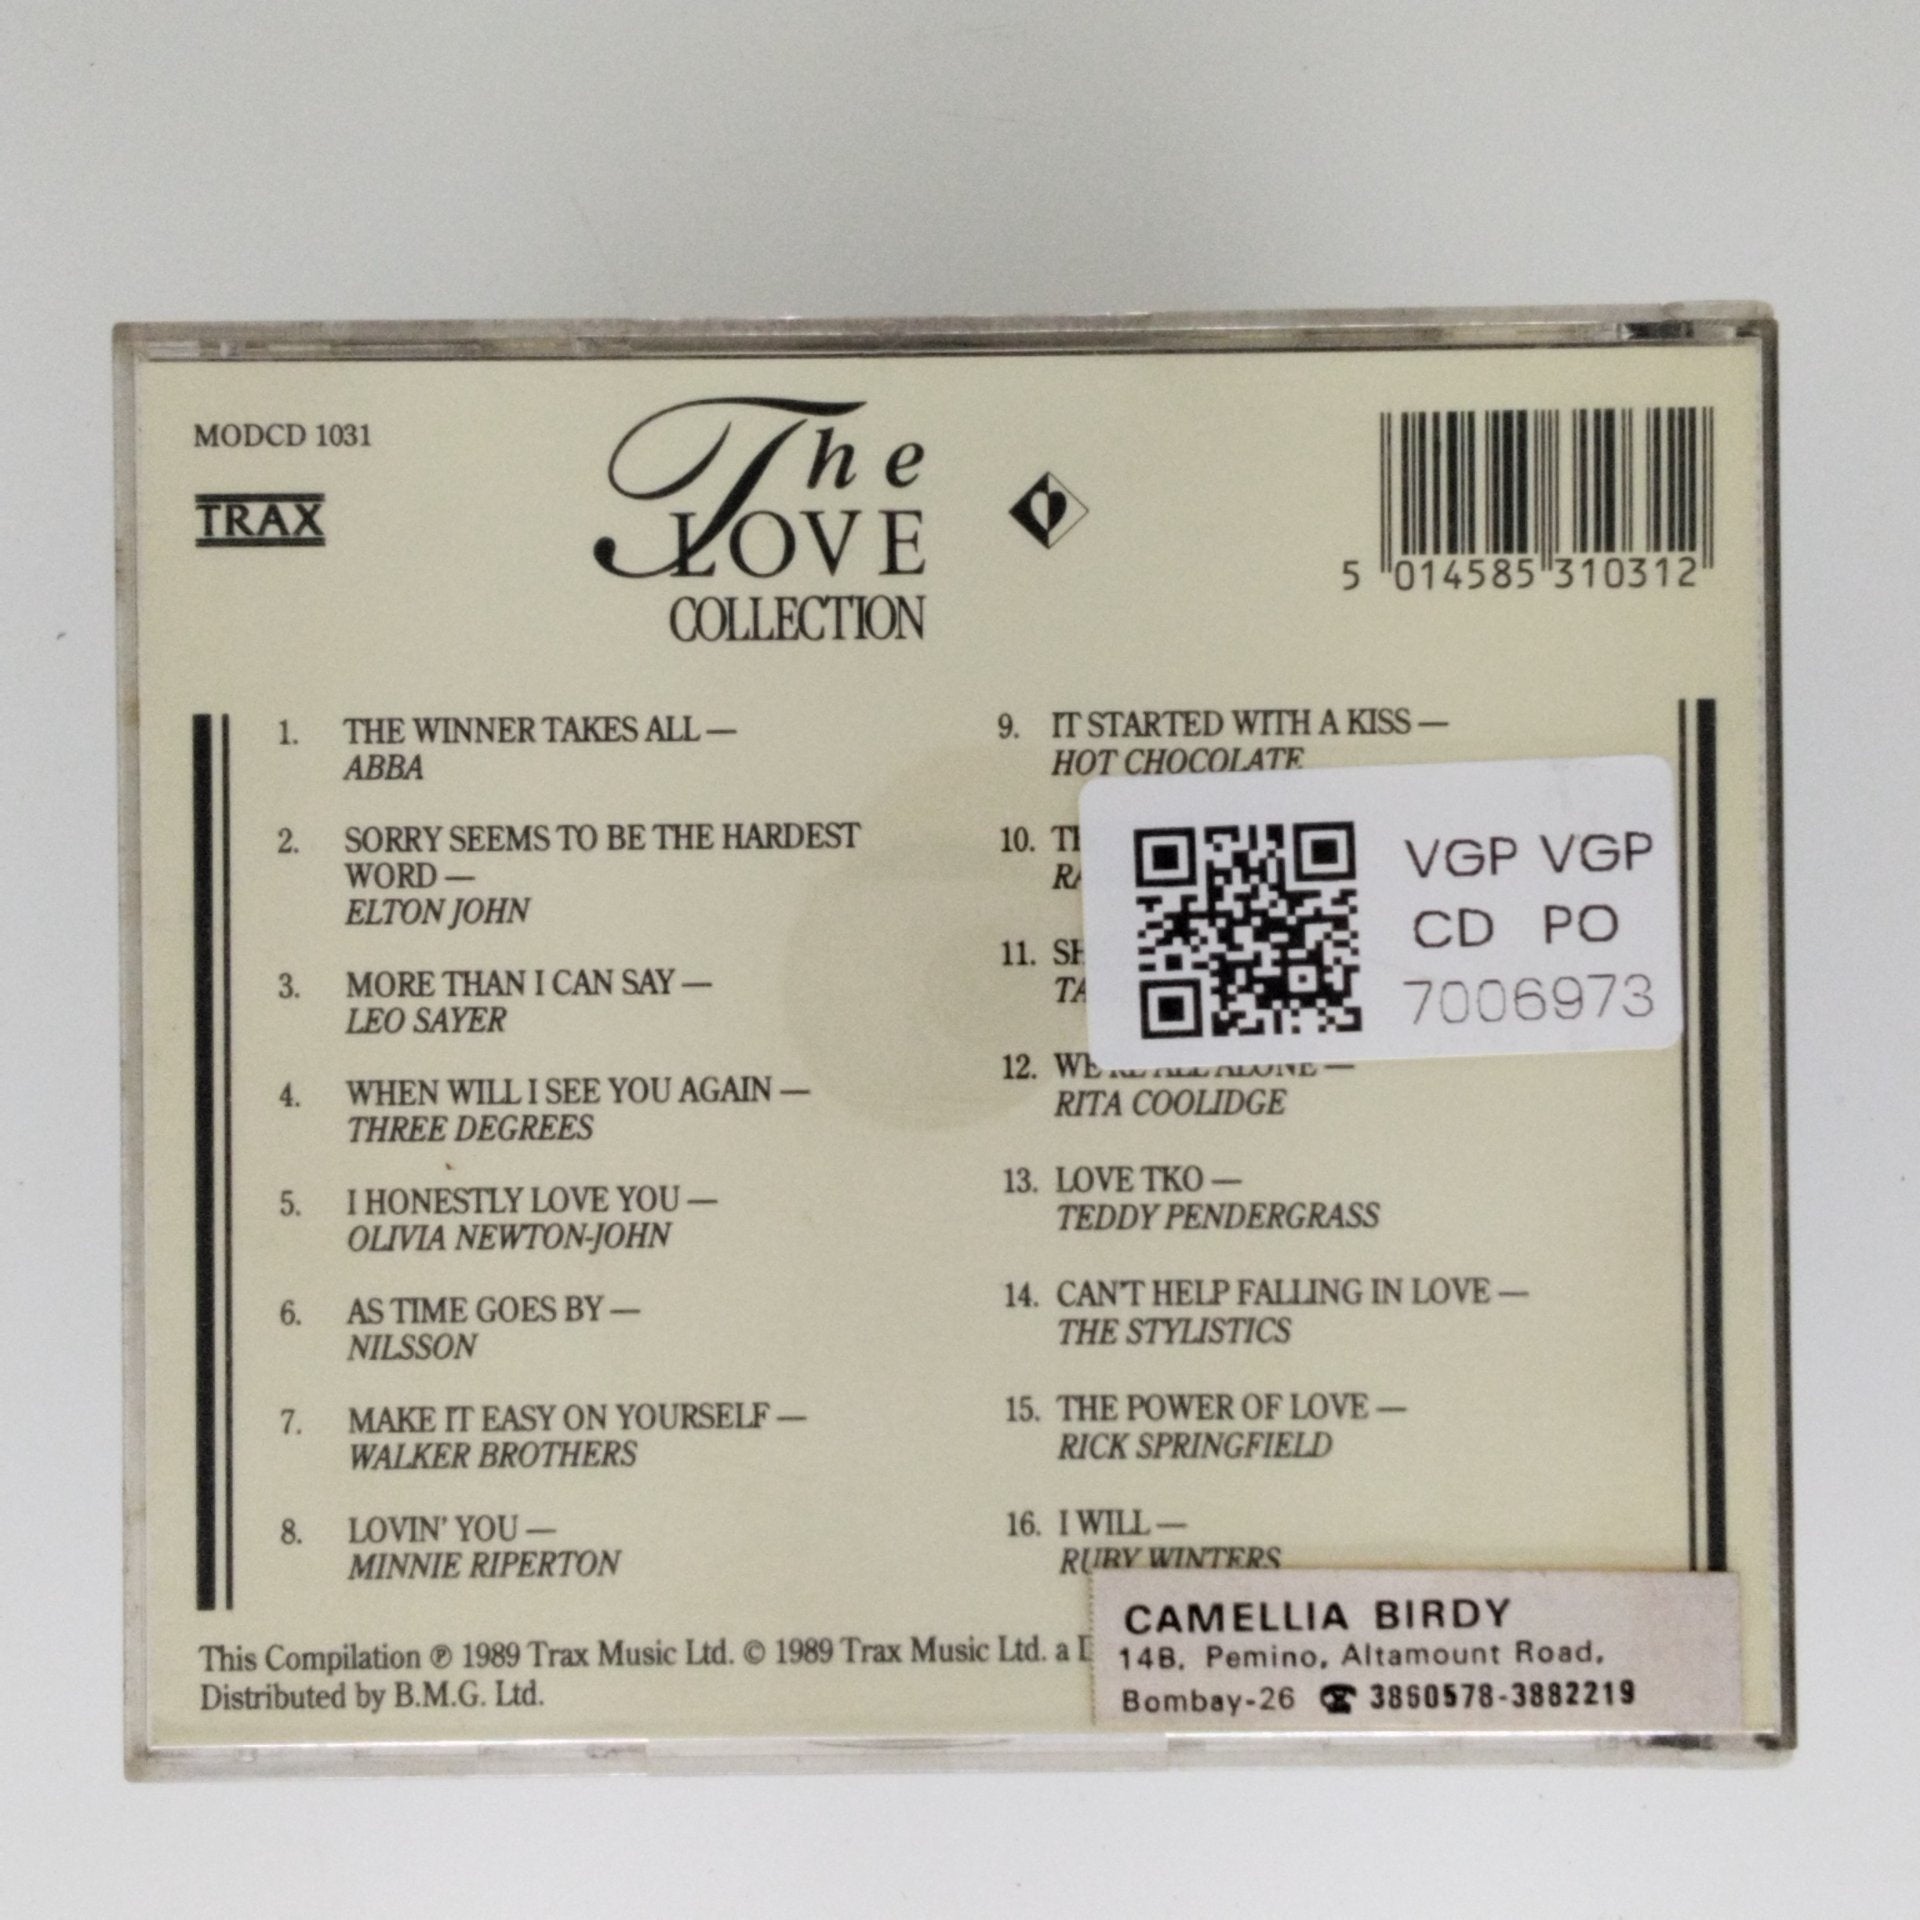 MODCD 1031
TRAX
The
LOVE
COLLECTION
5 014585 310312
1. THE WINNER TAKES ALL —
ABBA
2. SORRY SEEMS TO BE THE HARDEST
WORD —
ELTON JOHN
3. MORE THAN I CAN SAY —
LEO SAYER
4. WHEN WILL I SEE YOU AGAIN —
THREE DEGREES
5. I HONESTLY LOVE YOU —
OLIVIA NEWTON-JOHN
6. AS TIME GOES BY —
NILSSON
7. MAKE IT EASY ON YOURSELF —
WALKER BROTHERS
8. LOVIN' YOU —
MINNIE RIPERTON
9. IT STARTED WITH A KISS —
HOT CHOCOLATE
10.
11.
12. WE'RE ALL ALONE —
RITA COOLIDGE
13. LOVE TKO —
TEDDY PENDERGRASS
14. CAN'T HELP FALLING IN LOVE —
THE STYLISTICS
15. THE POWER OF LOVE —
RICK SPRINGFIELD
16. I WILL —
RUBY WINTERS
VGP VGP
CD PO
7006973
This Compilation ℗ 1989 Trax Music Ltd. © 1989 Trax Music Ltd. a
Distributed by B.M.G. Ltd.
CAMELLIA BIRDY
14B, Pemino, Altamount Road,
Bombay-26 ☎ 3860578-3882219